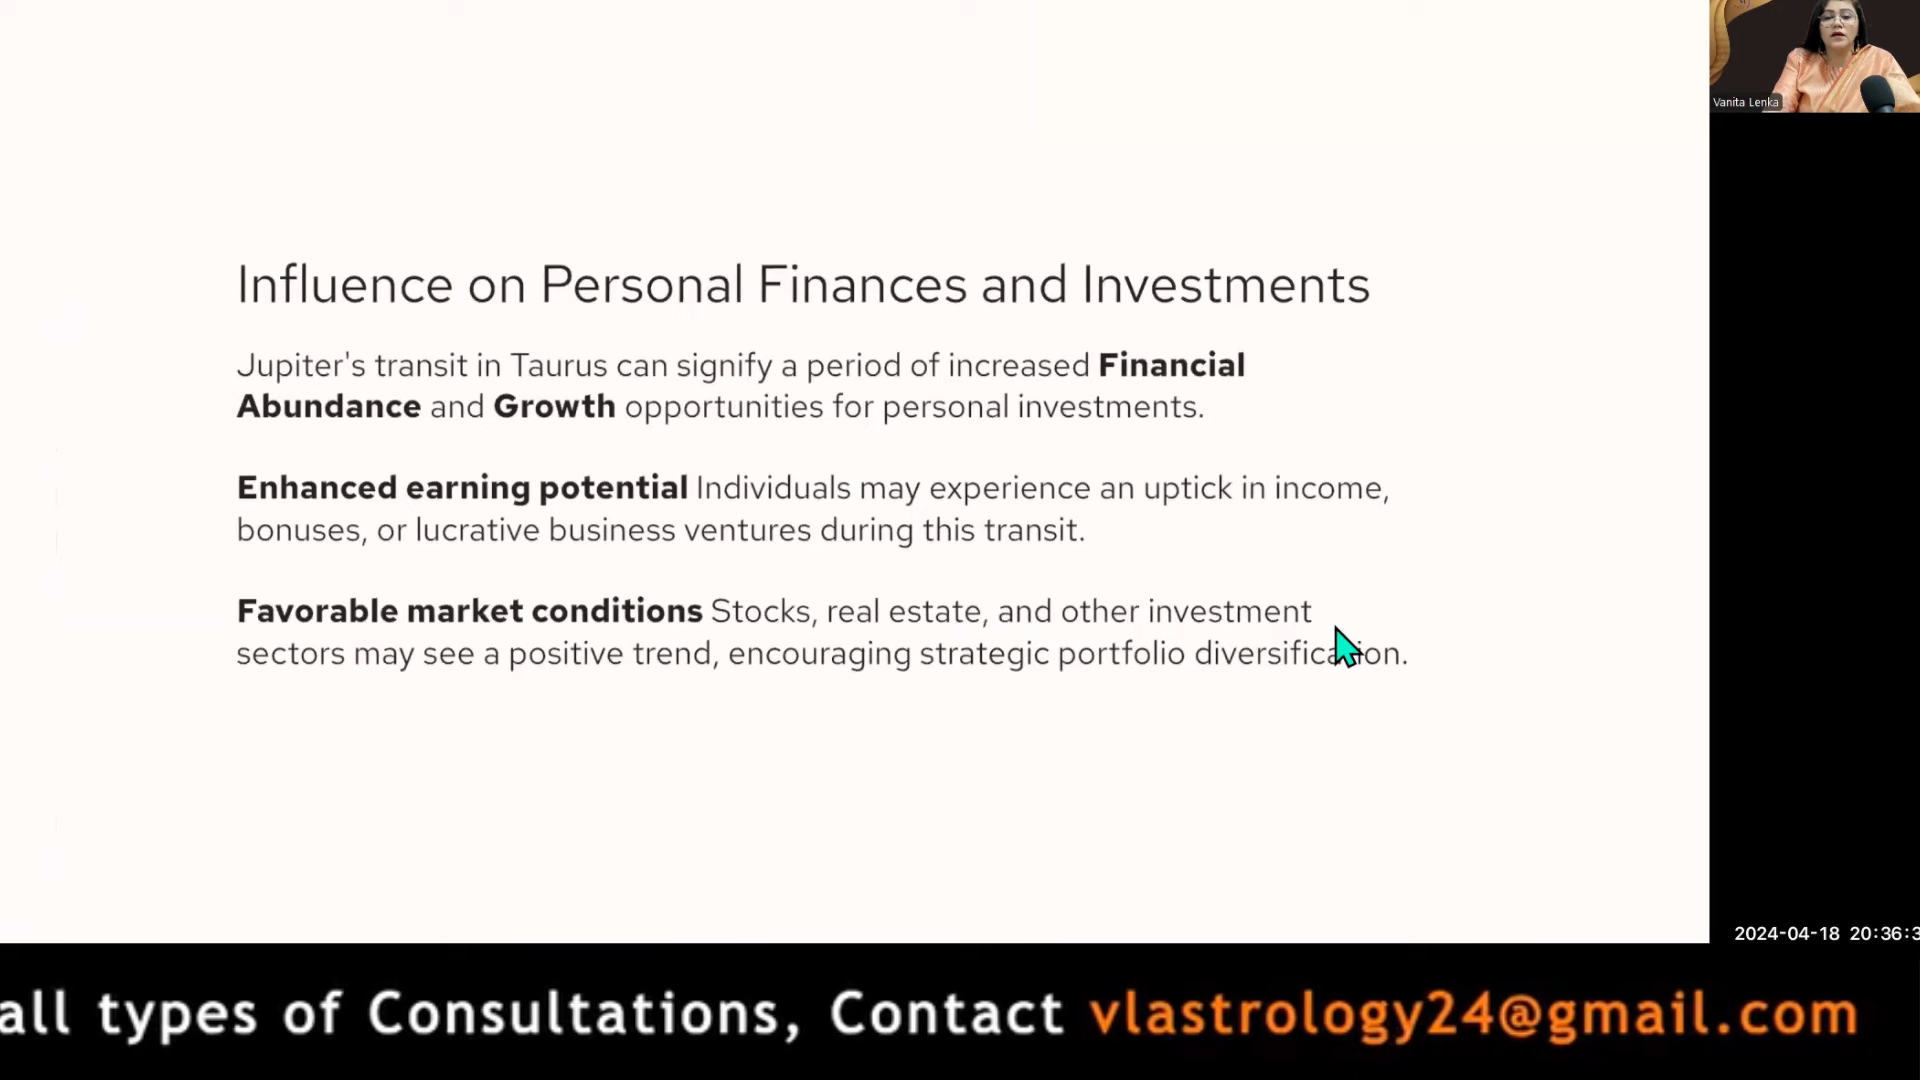 Vanita Lenka
Influence on Personal Finances and Investments
Jupiter's transit in Taurus can signify a period of increased Financial
Abundance and Growth opportunities for personal investments.
Enhanced earning potential Individuals may experience an uptick in income,
bonuses, or lucrative business ventures during this transit.
Favorable market conditions Stocks, real estate, and other investment
sectors may see a positive trend, encouraging strategic portfolio diversification.
2024-04-18 20:36:3
all types of Consultations, Contact vlastrology24@gmail.com